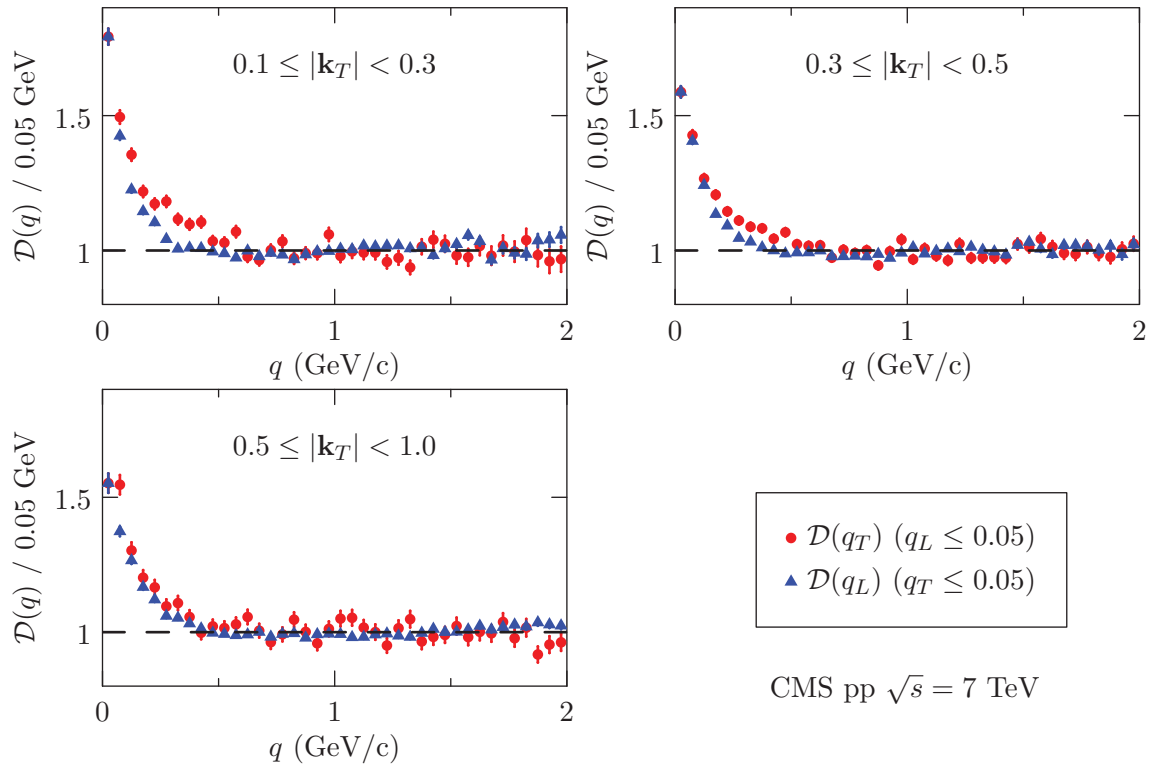 0.1 ≤ |k_T| < 0.3
D(q) / 0.05 GeV
1.5
1
0 1 2
q (GeV/c)
0.3 ≤ |k_T| < 0.5
D(q) / 0.05 GeV
1.5
1
0 1 2
q (GeV/c)
0.5 ≤ |k_T| < 1.0
D(q) / 0.05 GeV
1.5
1
0 1 2
q (GeV/c)
D(q_T) (q_L ≤ 0.05)
D(q_L) (q_T ≤ 0.05)
CMS pp √s = 7 TeV